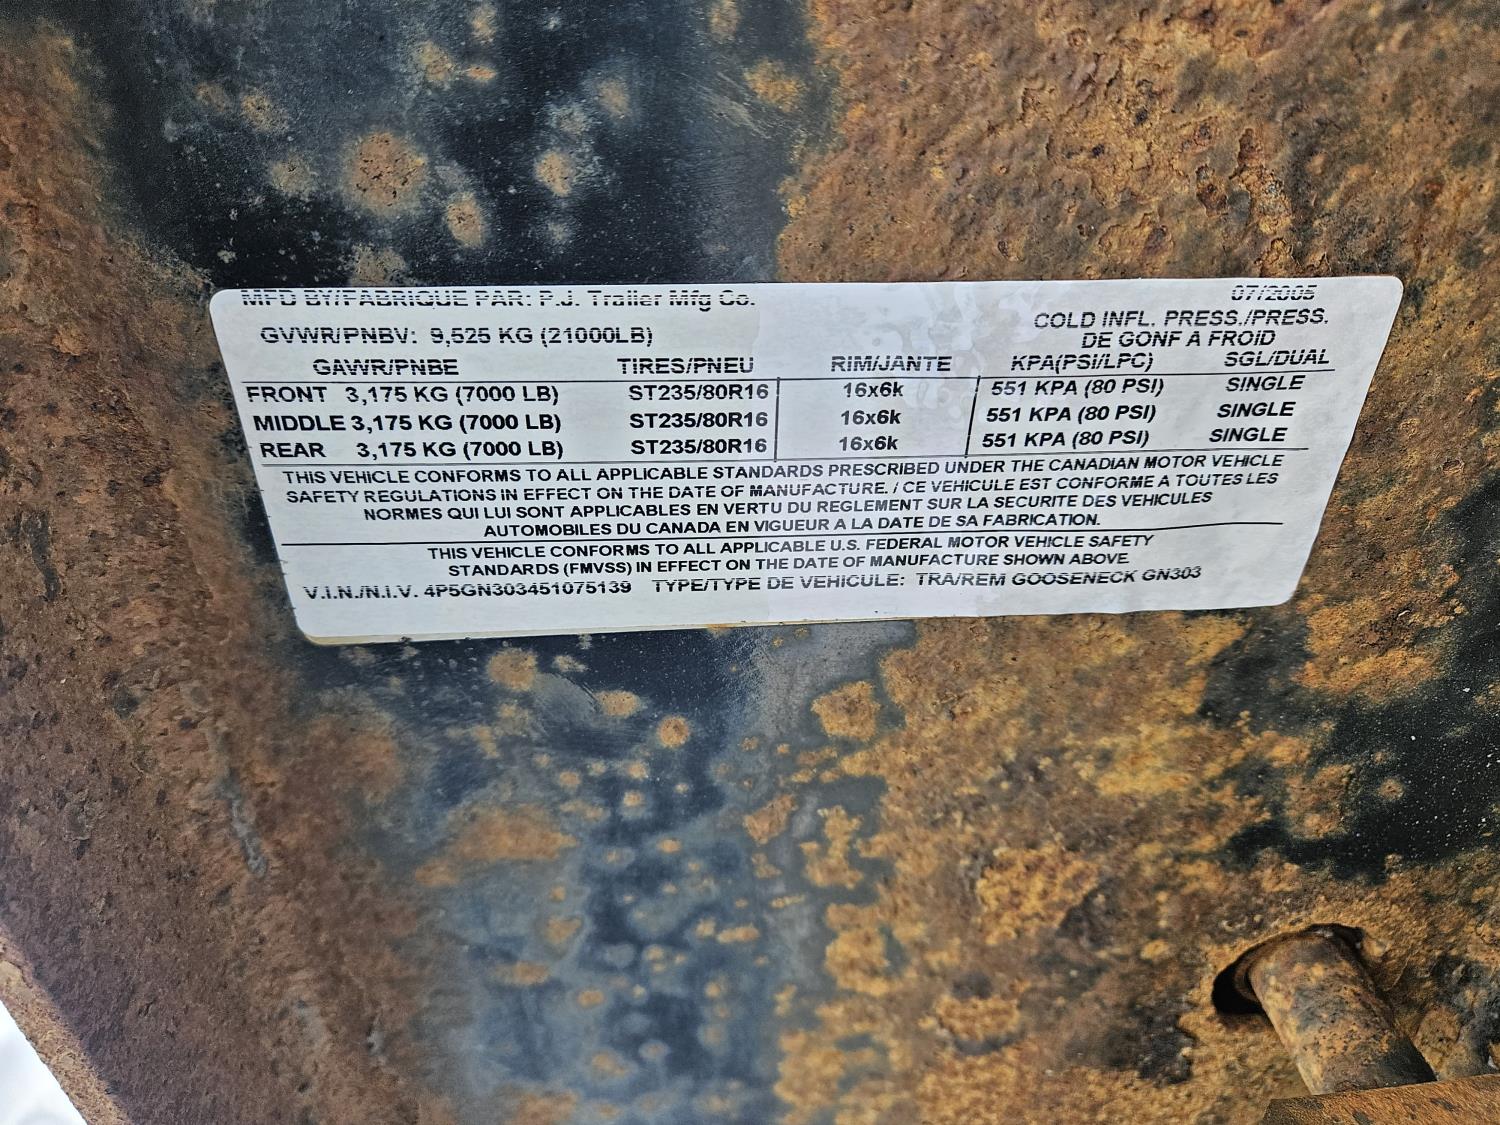 MFD BY/FABRIQUE PAR: P.J. Trailer Mfg Co. 07/2005
GVWR/PNBV: 9,525 KG (21000LB) COLD INFL. PRESS./PRESS.
DE GONF A FROID
GAWR/PNBE TIRES/PNEU RIM/JANTE KPA(PSI/LPC) SGL/DUAL
FRONT 3,175 KG (7000 LB) ST235/80R16 16x6k 551 KPA (80 PSI) SINGLE
MIDDLE 3,175 KG (7000 LB) ST235/80R16 16x6k 551 KPA (80 PSI) SINGLE
REAR 3,175 KG (7000 LB) ST235/80R16 16x6k 551 KPA (80 PSI) SINGLE
THIS VEHICLE CONFORMS TO ALL APPLICABLE STANDARDS PRESCRIBED UNDER THE CANADIAN MOTOR VEHICLE
SAFETY REGULATIONS IN EFFECT ON THE DATE OF MANUFACTURE. / CE VEHICULE EST CONFORME A TOUTES LES
NORMES QUI LUI SONT APPLICABLES EN VERTU DU REGLEMENT SUR LA SECURITE DES VEHICULES
AUTOMOBILES DU CANADA EN VIGUEUR A LA DATE DE SA FABRICATION.
THIS VEHICLE CONFORMS TO ALL APPLICABLE U.S. FEDERAL MOTOR VEHICLE SAFETY
STANDARDS (FMVSS) IN EFFECT ON THE DATE OF MANUFACTURE SHOWN ABOVE.
V.I.N./N.I.V. 4P5GN303451075139 TYPE/TYPE DE VEHICULE: TRA/REM GOOSENECK GN303